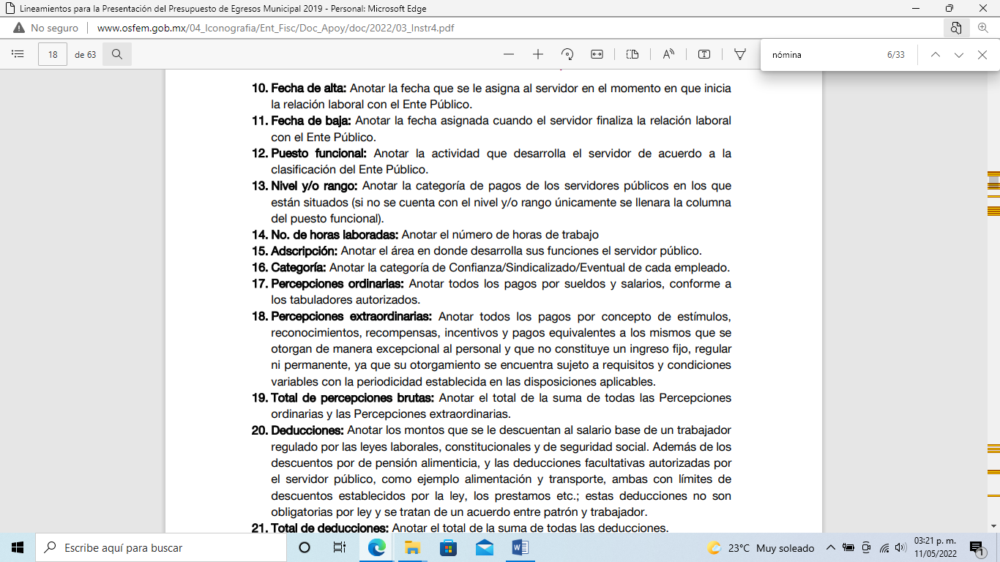 Lineamientos para la Presentación del Presupuesto de Egresos Municipal 2019 - Personal: Microsoft Edge
No seguro www.osfem.gob.mx/04_Iconografia/Ent_Fisc/Doc_Apoy/doc/2022/03_Instr4.pdf
18 de 63
nómina 6/33
10. Fecha de alta: Anotar la fecha que se le asigna al servidor en el momento en que inicia
la relación laboral con el Ente Público.
11. Fecha de baja: Anotar la fecha asignada cuando el servidor finaliza la relación laboral
con el Ente Público.
12. Puesto funcional: Anotar la actividad que desarrolla el servidor de acuerdo a la
clasificación del Ente Público.
13. Nivel y/o rango: Anotar la categoría de pagos de los servidores públicos en los que
están situados (si no se cuenta con el nivel y/o rango únicamente se llenara la columna
del puesto funcional).
14. No. de horas laboradas: Anotar el número de horas de trabajo
15. Adscripción: Anotar el área en donde desarrolla sus funciones el servidor público.
16. Categoría: Anotar la categoría de Confianza/Sindicalizado/Eventual de cada empleado.
17. Percepciones ordinarias: Anotar todos los pagos por sueldos y salarios, conforme a
los tabuladores autorizados.
18. Percepciones extraordinarias: Anotar todos los pagos por concepto de estímulos,
reconocimientos, recompensas, incentivos y pagos equivalentes a los mismos que se
otorgan de manera excepcional al personal y que no constituye un ingreso fijo, regular
ni permanente, ya que su otorgamiento se encuentra sujeto a requisitos y condiciones
variables con la periodicidad establecida en las disposiciones aplicables.
19. Total de percepciones brutas: Anotar el total de la suma de todas las Percepciones
ordinarias y las Percepciones extraordinarias.
20. Deducciones: Anotar los montos que se le descuentan al salario base de un trabajador
regulado por las leyes laborales, constitucionales y de seguridad social. Además de los
descuentos por de pensión alimenticia, y las deducciones facultativas autorizadas por
el servidor público, como ejemplo alimentación y transporte, ambas con límites de
descuentos establecidos por la ley, los prestamos etc.; estas deducciones no son
obligatorias por ley y se tratan de un acuerdo entre patrón y trabajador.
21. Total de deducciones: Anotar el total de la suma de todas las deducciones.
Escribe aquí para buscar
23°C Muy soleado
03:21 p. m.
11/05/2022
1